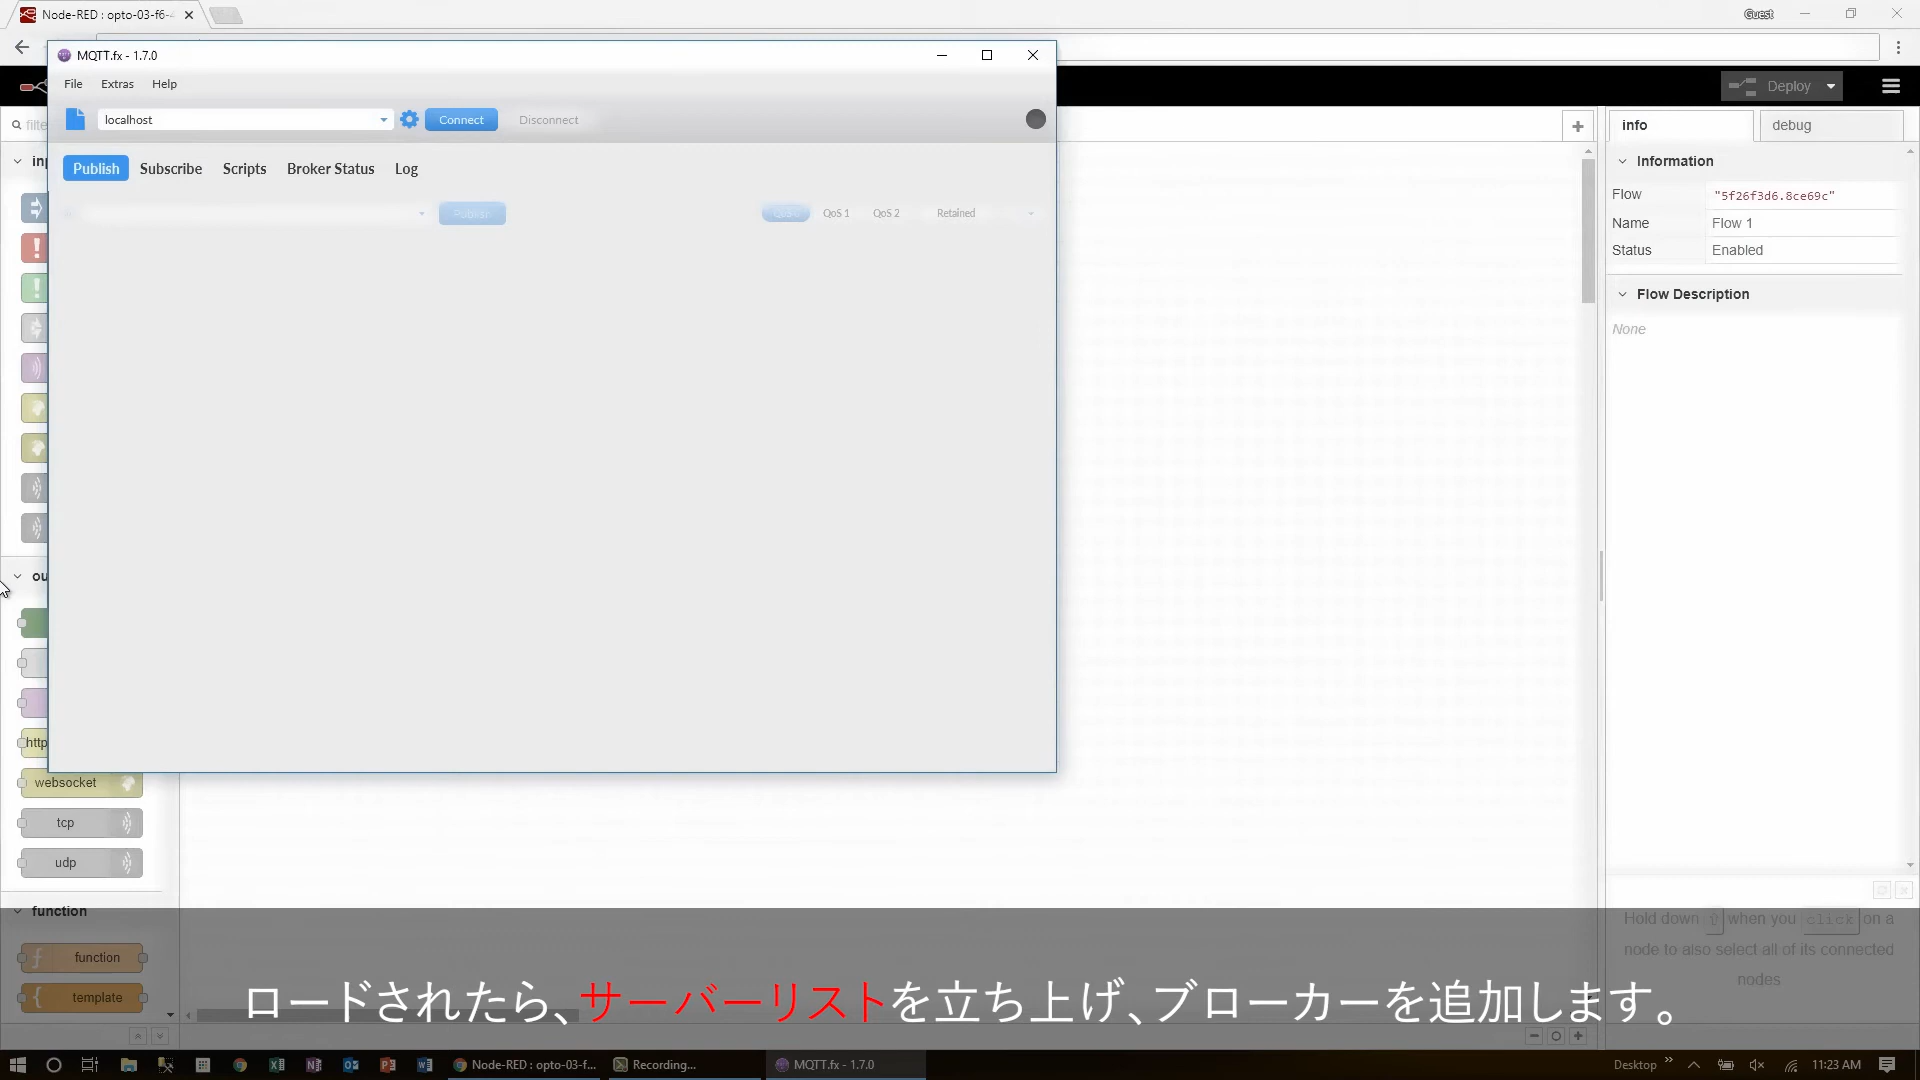 Node-RED : opto-03-f6-
Guest
MQTT.fx - 1.7.0
File Extras Help
localhost
Connect
Disconnect
Deploy
Publish
Subscribe
Scripts
Broker Status
Log
Publish
QoS 1
QoS 2
Retained
info
debug
Information
Flow "5f26f3d6.8ce69c"
Name Flow 1
Status Enabled
Flow Description
None
filte
inp
ou
http
websocket
tcp
udp
function
function
template
Hold down ⇧ when you click on a
node to also select all of its connected
nodes
ロードされたら、サーバーリストを立ち上げ、ブローカーを追加します。
Node-RED : opto-03-f...
Recording...
MQTT.fx - 1.7.0
Desktop
11:23 AM